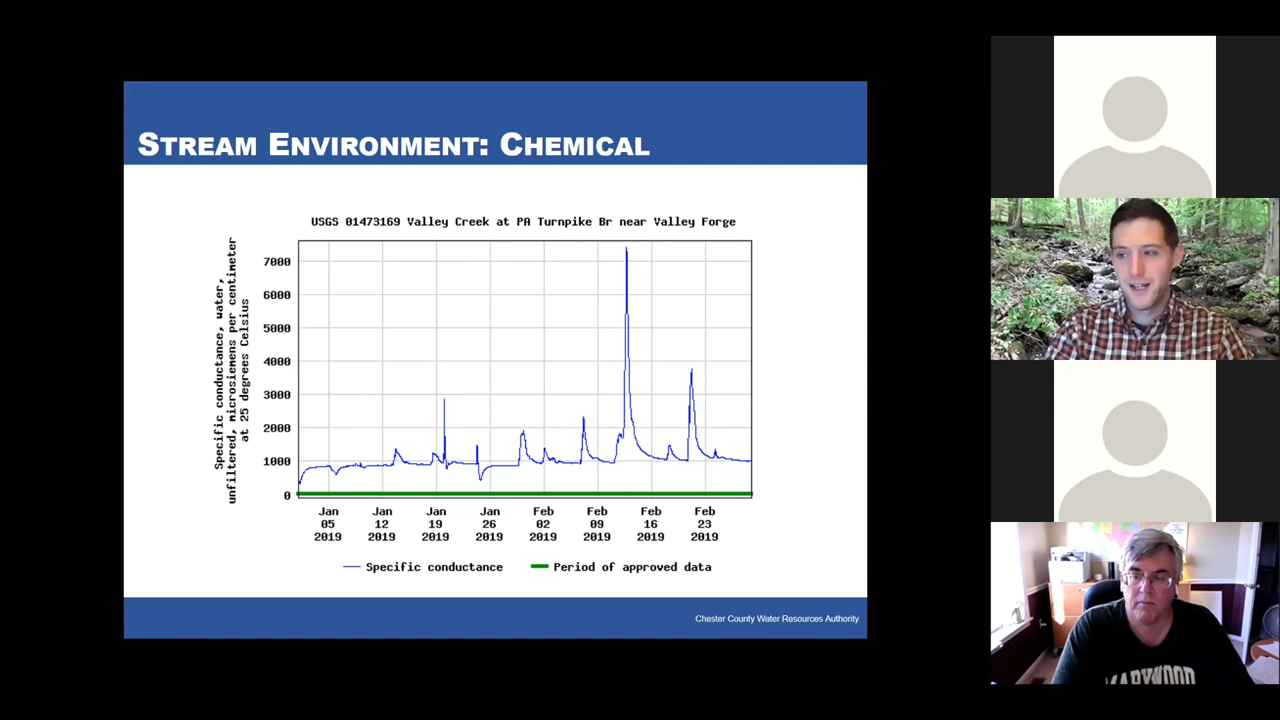 STREAM ENVIRONMENT: CHEMICAL
USGS 01473169 Valley Creek at PA Turnpike Br near Valley Forge
Specific conductance, water,
unfiltered, microsiemens per centimeter
at 25 degrees Celsius
7000
6000
5000
4000
3000
2000
1000
0
Jan Jan Jan Jan Feb Feb Feb Feb
05 12 19 26 02 09 16 23
2019 2019 2019 2019 2019 2019 2019 2019
Specific conductance Period of approved data
Chester County Water Resources Authority
MARYWOOD